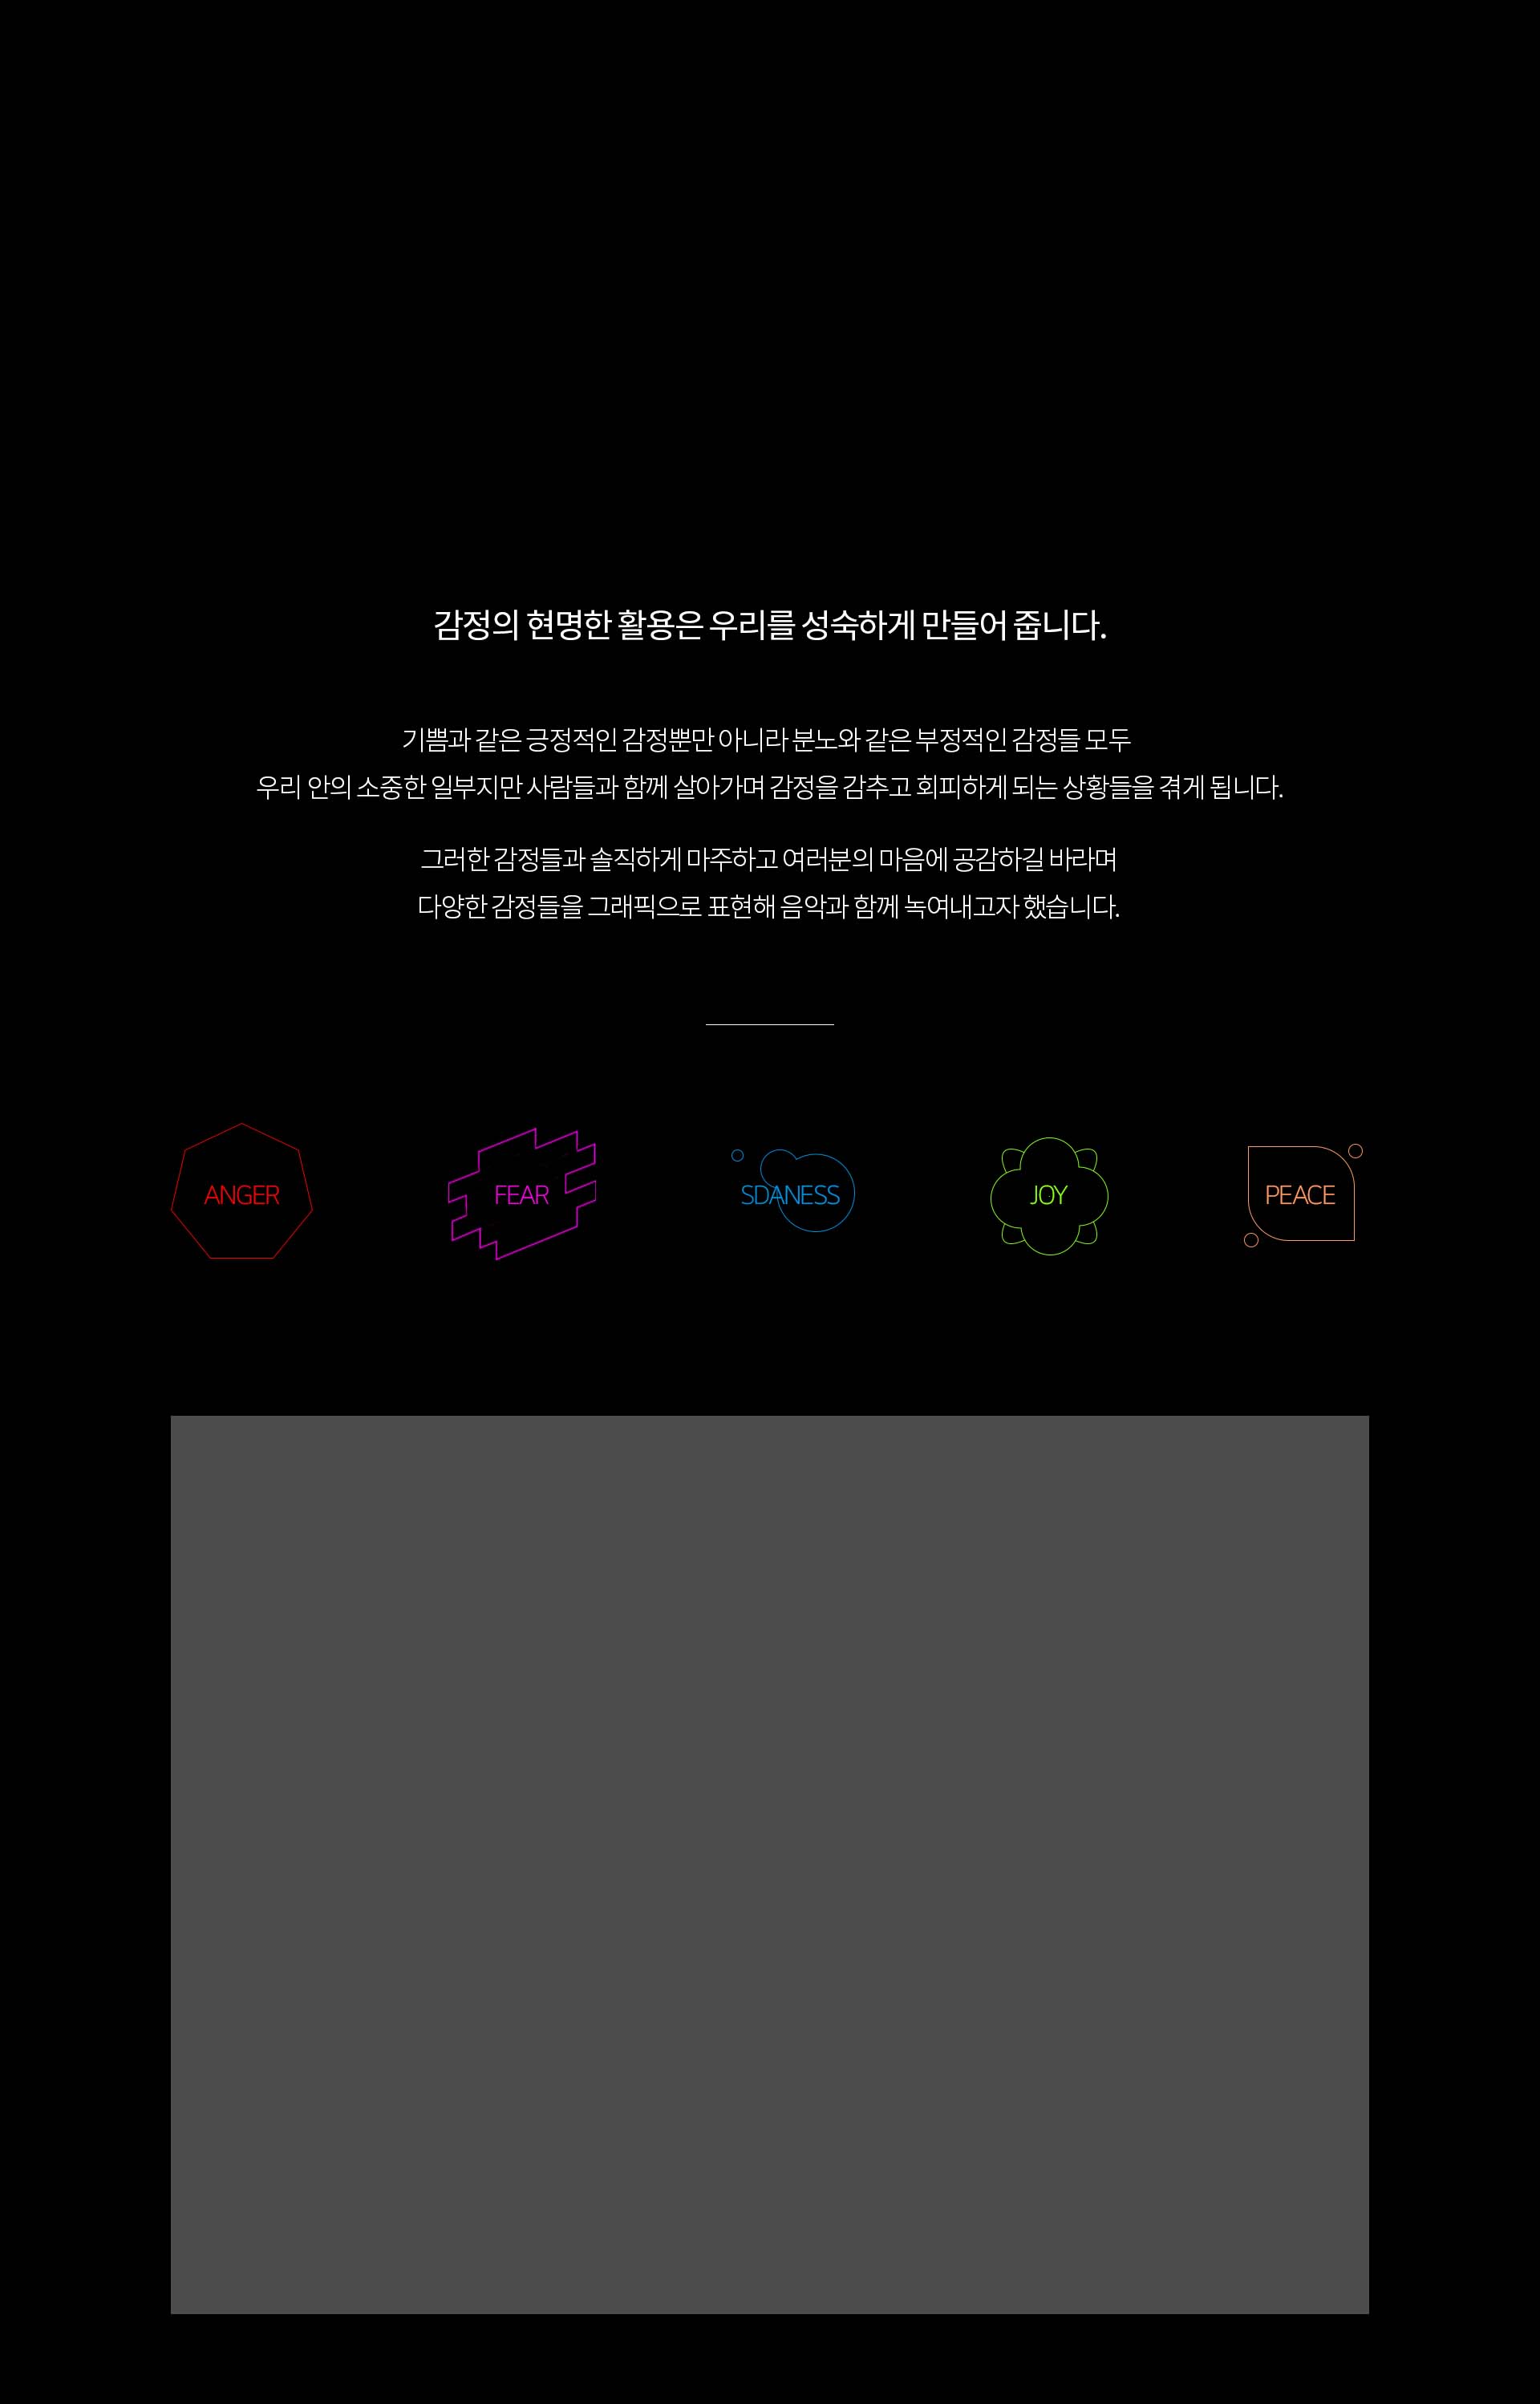 감정의 현명한 활용은 우리를 성숙하게 만들어 줍니다.
기쁨과 같은 긍정적인 감정뿐만 아니라 분노와 같은 부정적인 감정들 모두
우리 안의 소중한 일부지만 사람들과 함께 살아가며 감정을 감추고 회피하게 되는 상황들을 겪게 됩니다.
그러한 감정들과 솔직하게 마주하고 여러분의 마음에 공감하길 바라며
다양한 감정들을 그래픽으로 표현해 음악과 함께 녹여내고자 했습니다.
ANGER
FEAR
SDANESS
JOY
PEACE